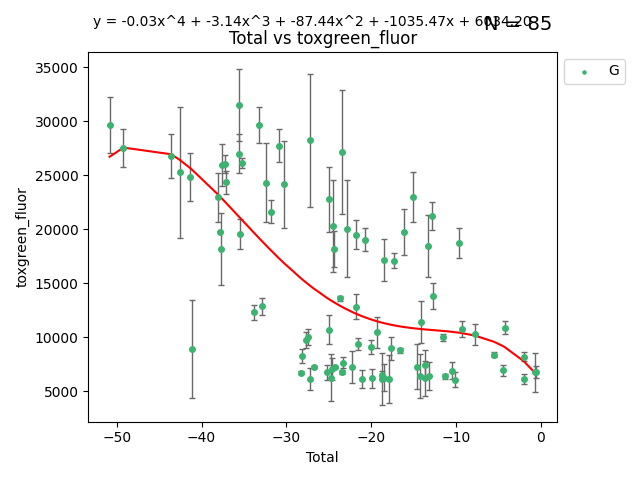 y = -0.03x^4 + -3.14x^3 + -87.44x^2 + -1035.47x + 6034.20
N = 85
Total vs toxgreen_fluor
G
35000
30000
25000
20000
15000
10000
5000
toxgreen_fluor
−50
−40
−30
−20
−10
0
Total